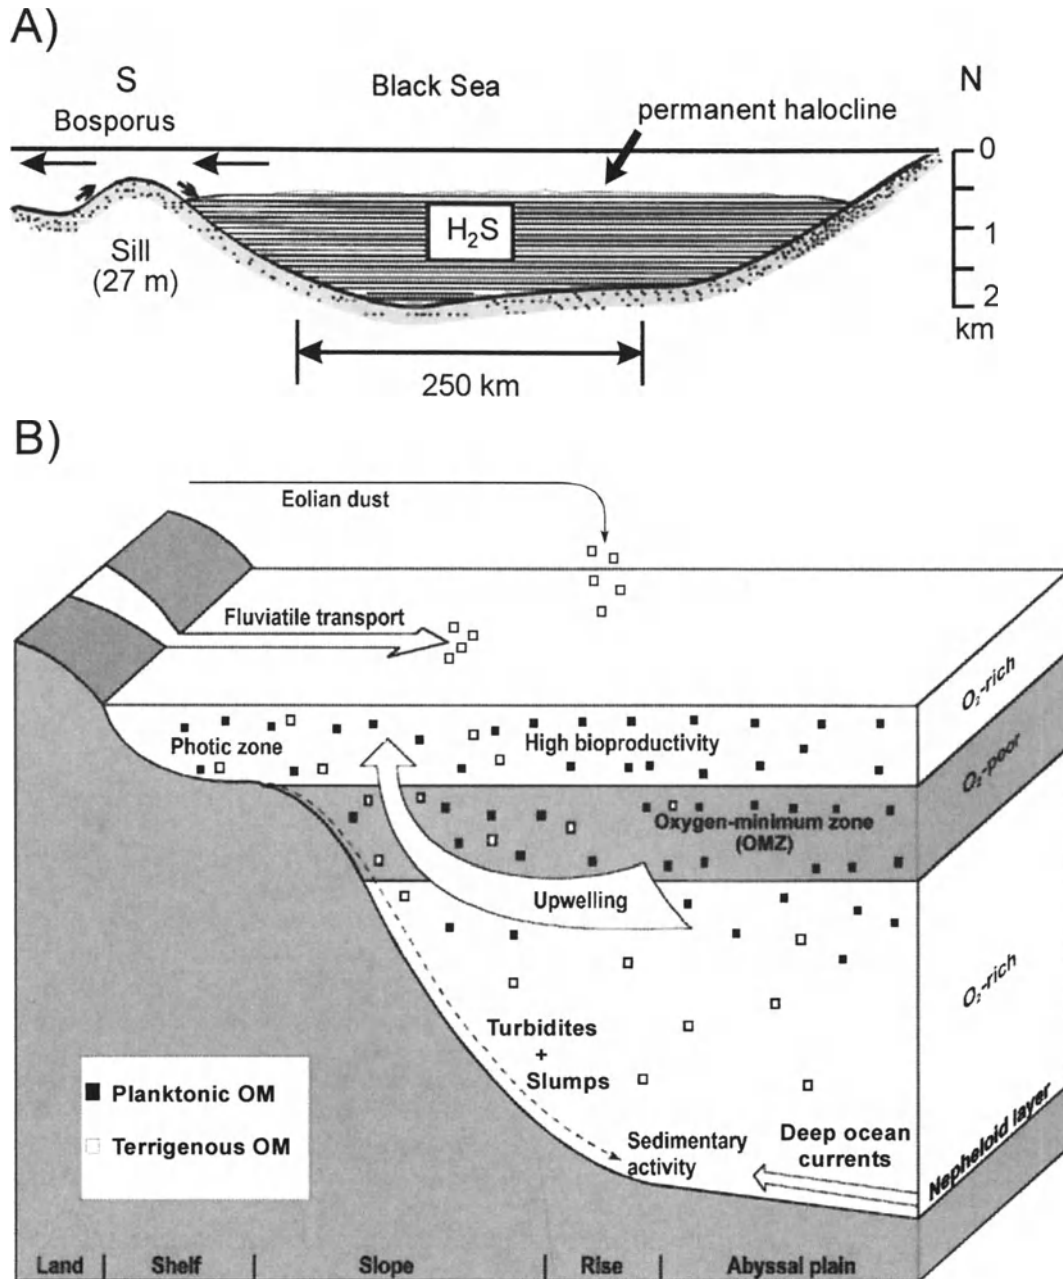 A)
S
Black Sea
N
Bosporus
permanent halocline
0
H₂S
1
Sill
(27 m)
2
km
250 km
B)
Eolian dust
Fluviatile transport
O₂-rich
Photic zone
High bioproductivity
O₂-poor
Oxygen-minimum zone
(OMZ)
Upwelling
O₂-rich
Turbidites
+
Slumps
Planktonic OM
Terrigenous OM
Sedimentary
activity
Deep ocean
currents
Nepheloid layer
Land
Shelf
Slope
Rise
Abyssal plain